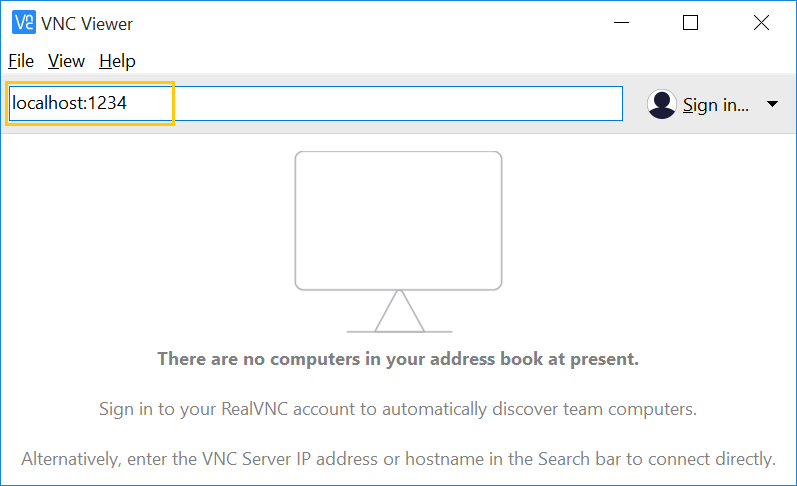 VNC Viewer
File View Help
localhost:1234
Sign in...
There are no computers in your address book at present.
Sign in to your RealVNC account to automatically discover team computers.
Alternatively, enter the VNC Server IP address or hostname in the Search bar to connect directly.